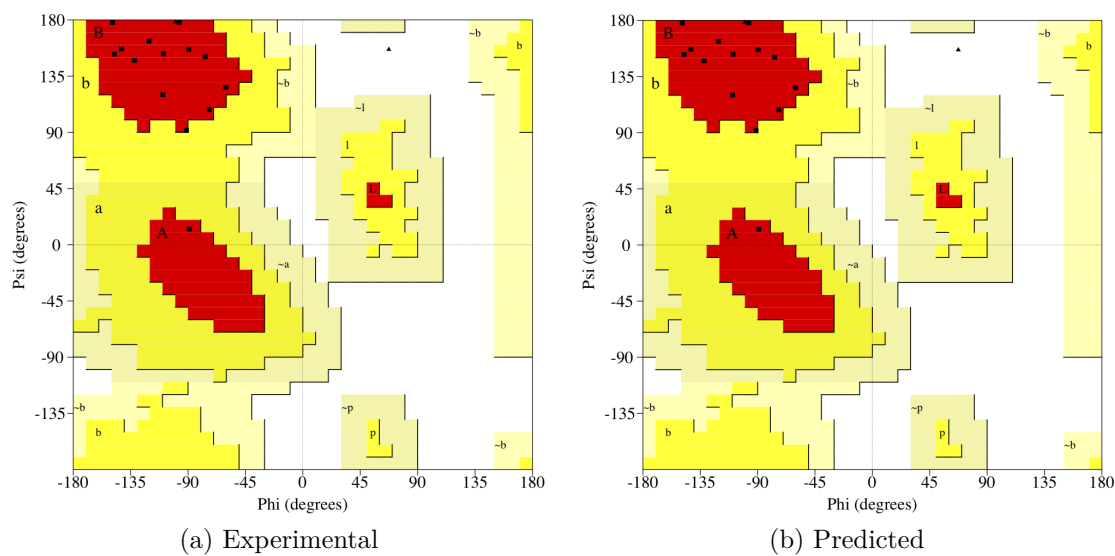 180 B ~b b
135 b ~b
90 ~l
l
45 L
a
0 A
~a
-45
-90
-135 ~b ~p
b p ~b
-180 -135 -90 -45 0 45 90 135 180
Psi (degrees)
Phi (degrees)
(a) Experimental
180 B ~b b
135 b ~b
90 ~l
l
45 L
a
0 A
~a
-45
-90
-135 ~b ~p
b p ~b
-180 -135 -90 -45 0 45 90 135 180
Psi (degrees)
Phi (degrees)
(b) Predicted